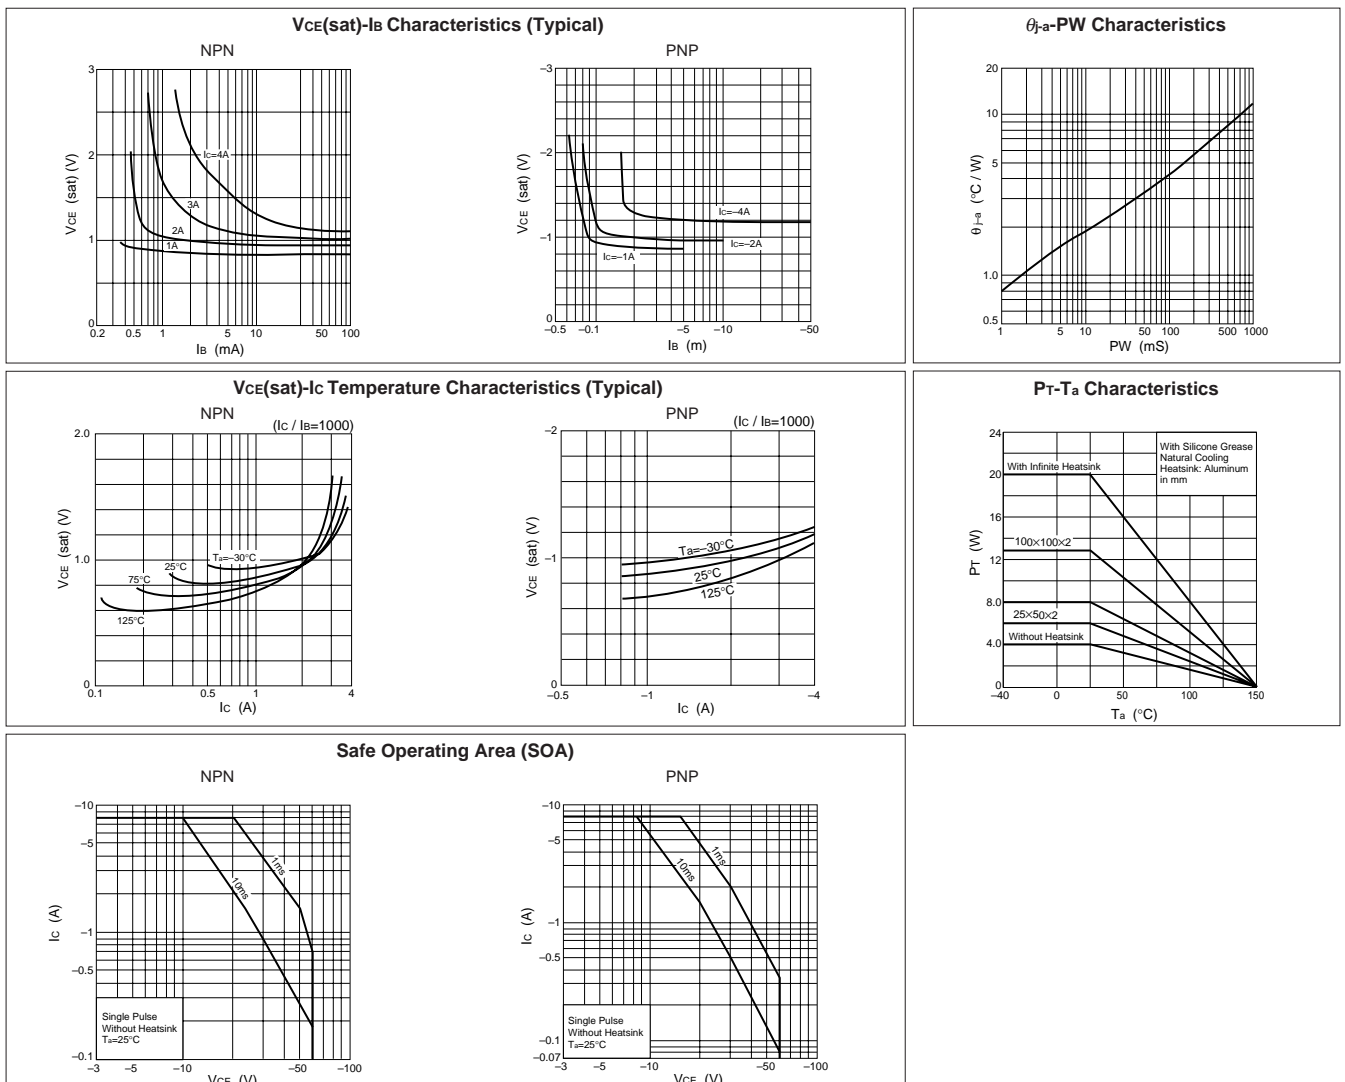 VCE(sat)-IB Characteristics (Typical)
NPN
3
2
1
0
VCE (sat) (V)
IC=4A
3A
2A
1A
0.2 0.5 1 5 10 50 100
IB (mA)
PNP
–3
–2
–1
0
VCE (sat) (V)
IC=–4A
IC=–2A
IC=–1A
–0.5 –0.1 –5 –10 –50
IB (m)
θj-a-PW Characteristics
20
10
5
1.0
0.5
θj–a (°C / W)
1 5 10 50 100 500 1000
PW (mS)
VCE(sat)-IC Temperature Characteristics (Typical)
NPN
(IC / IB=1000)
2.0
1.0
0
VCE (sat) (V)
Ta=–30°C
25°C
75°C
125°C
0.1 0.5 1 4
IC (A)
PNP
(IC / IB=1000)
–2
–1
0
VCE (sat) (V)
Ta=–30°C
25°C
125°C
–0.5 –1 –4
IC (A)
PT-Ta Characteristics
24
20
16
12
8.0
4.0
0
PT (W)
With Silicone Grease
Natural Cooling
Heatsink: Aluminum
in mm
With Infinite Heatsink
100×100×2
25×50×2
Without Heatsink
–40 0 50 100 150
Ta (°C)
Safe Operating Area (SOA)
NPN
–10
–5
–1
–0.5
–0.1
IC (A)
1ms
10ms
Single Pulse
Without Heatsink
Ta=25°C
–3 –5 –10 –50 –100
VCE (V)
PNP
–10
–5
–1
–0.5
–0.1
–0.07
IC (A)
1ms
10ms
Single Pulse
Without Heatsink
Ta=25°C
–3 –5 –10 –50 –100
VCE (V)